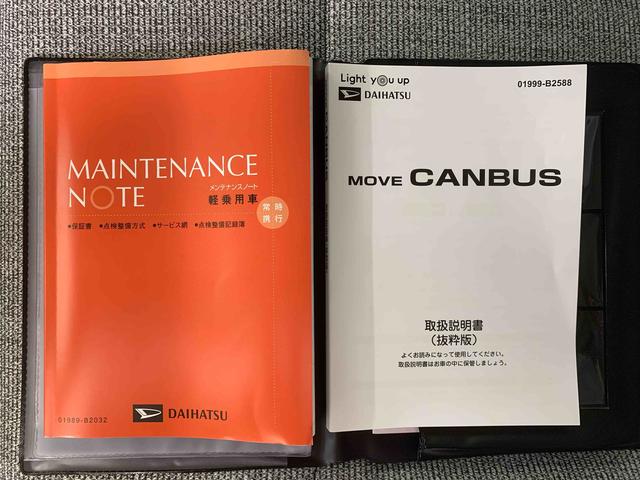 MAINTENANCE
NOTE
メンテナンスノート
軽乗用車
常時
携行
●保証書 ●点検整備方式 ●サービス網 ●点検整備記録簿
01989-B2032
DAIHATSU
Light you up
DAIHATSU
01999-B2588
MOVE CANBUS
取扱説明書
(抜粋版)
よくお読みになって使用してください。
取扱説明書はお車の中に保管しましょう。